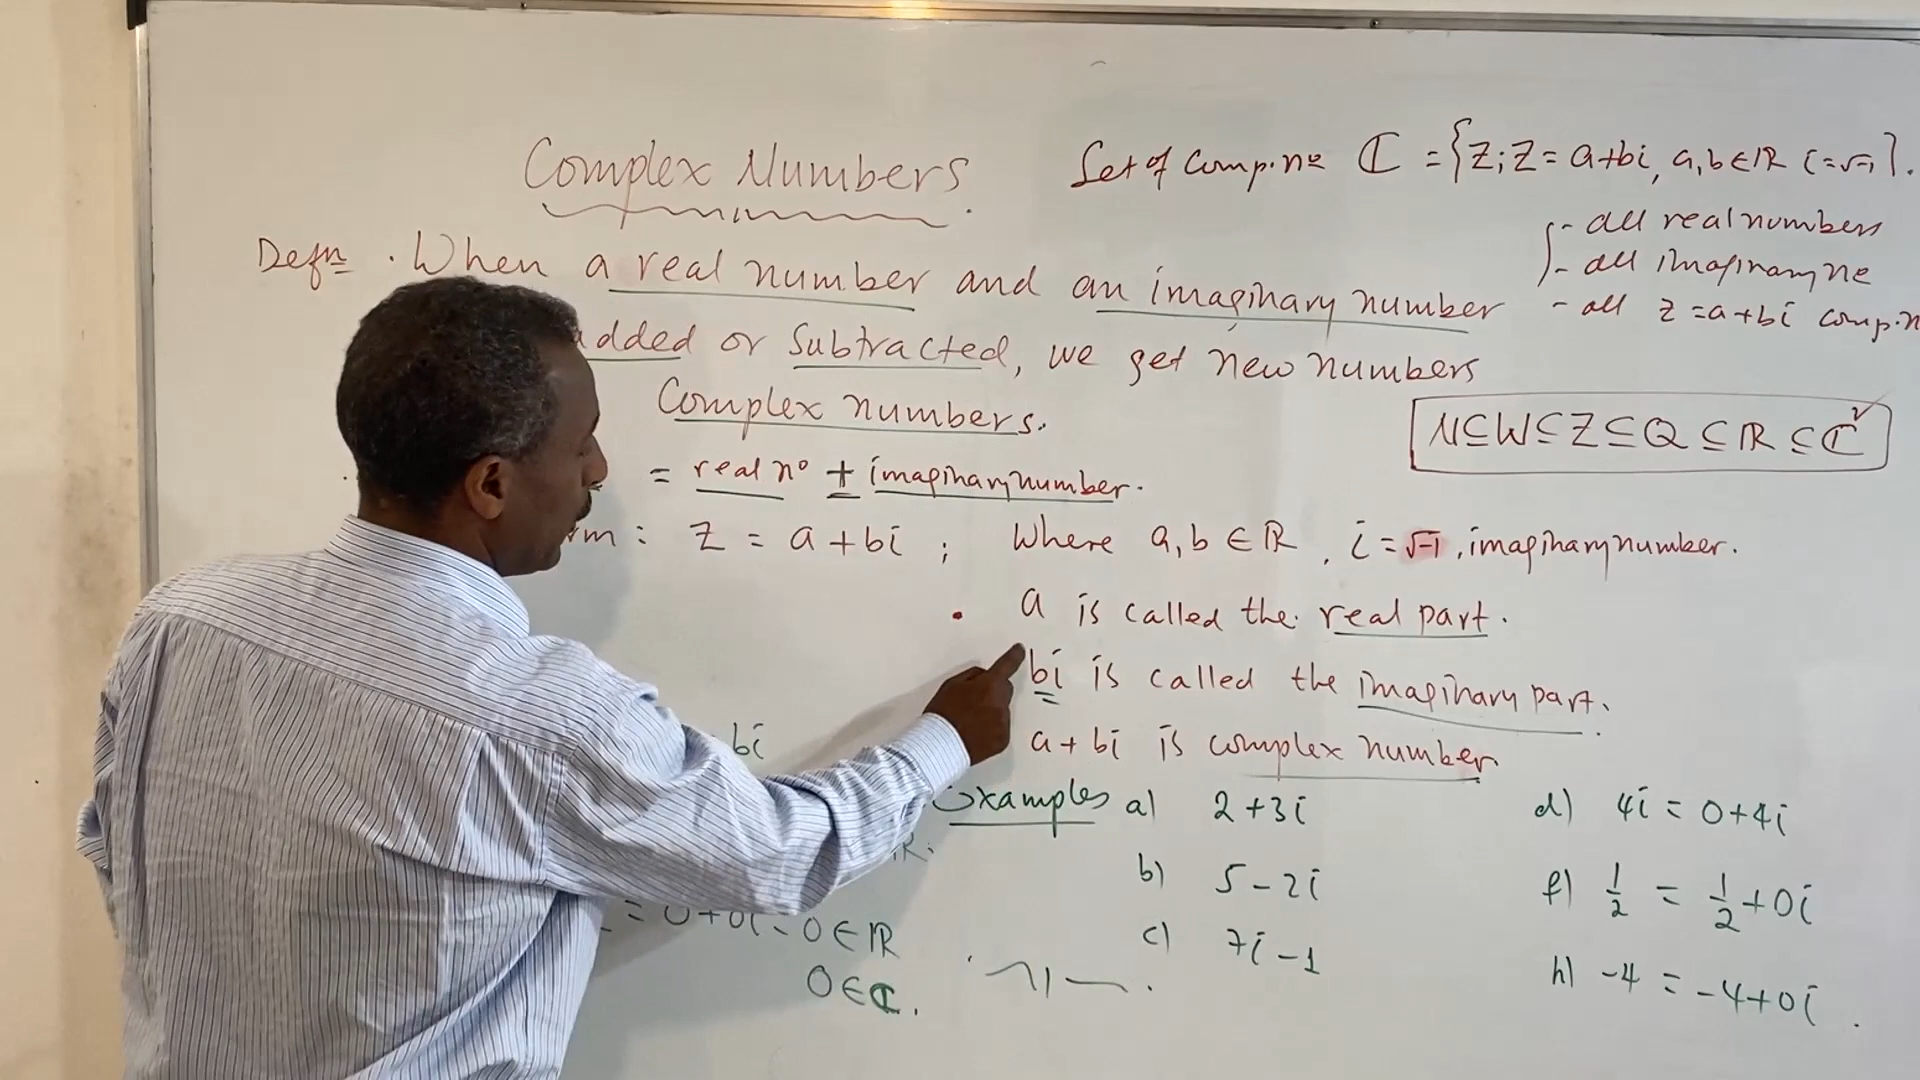 Complex Numbers.
Set of comp.no ℂ = {z; z = a+bi, a,b ∈ ℝ i=√-1}.
- all real numbers
- all imaginary no
- all z = a+bi comp.n
Defn . When a real number and an imaginary number
added or subtracted, we get new numbers
Complex numbers.
ℕ⊆W⊆ℤ⊆ℚ⊆ℝ⊆ℂ
= real no + imaginary number.
m : z = a+bi ; where a,b ∈ ℝ, i = √-1, imaginary number.
. a is called the real part.
bi is called the imaginary part.
bi
a + bi is complex number.
Examples a) 2+3i
b) 5-2i
c) 7i-1
d) 4i = 0+4i
f) 1/2 = 1/2+0i
h) -4 = -4+0i.
ℝ.
= 0+0i = 0 ∈ ℝ
0 ∈ ℂ.